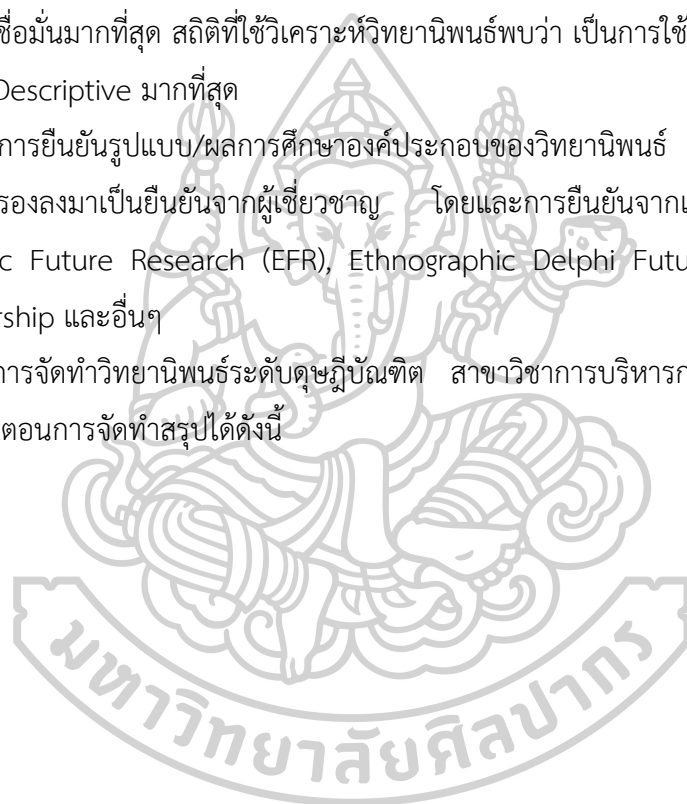 ชื่อมั่นมากที่สุด สถิติที่ใช้วิเคราะห์วิทยานิพนธ์พบว่า เป็นการใช้
Descriptive มากที่สุด
การยืนยันรูปแบบ/ผลการศึกษาองค์ประกอบของวิทยานิพนธ์
รองลงมาเป็นยืนยันจากผู้เชี่ยวชาญ โดยและการยืนยันจาก
c Future Research (EFR), Ethnographic Delphi Futu
rship และอื่นๆ
การจัดทำวิทยานิพนธ์ระดับดุษฎีบัณฑิต สาขาวิชาการบริหาร
ตอนการจัดทำสรุปได้ดังนี้
มหาวิทยาลัยศิลปากร